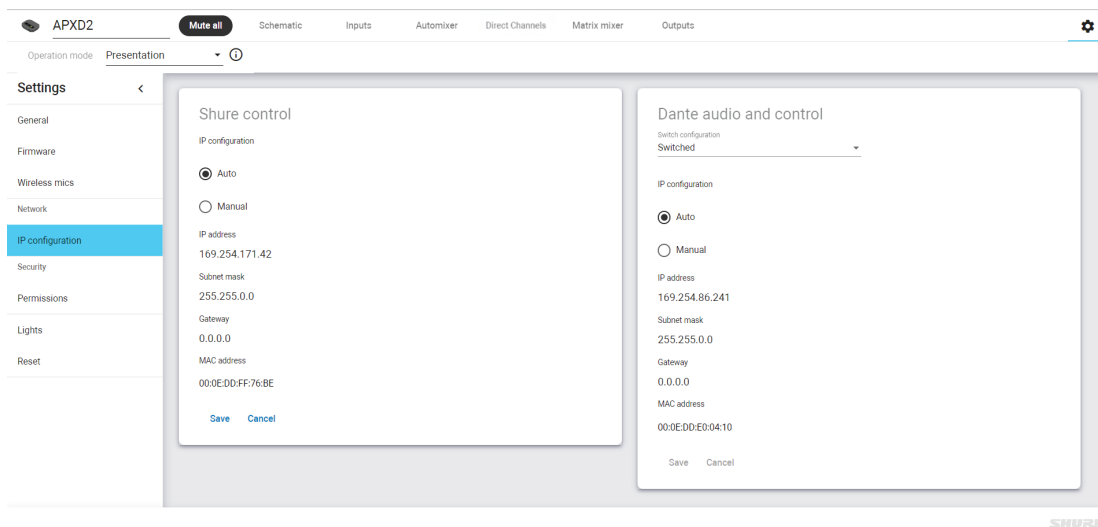 APXD2
Mute all
Schematic
Inputs
Automixer
Direct Channels
Matrix mixer
Outputs
Operation mode Presentation
Settings
General
Firmware
Wireless mics
Network
IP configuration
Security
Permissions
Lights
Reset
Shure control
IP configuration
Auto
Manual
IP address
169.254.171.42
Subnet mask
255.255.0.0
Gateway
0.0.0.0
MAC address
00:0E:DD:FF:76:BE
Save Cancel
Dante audio and control
Switch configuration
Switched
IP configuration
Auto
Manual
IP address
169.254.86.241
Subnet mask
255.255.0.0
Gateway
0.0.0.0
MAC address
00:0E:DD:E0:04:10
Save Cancel